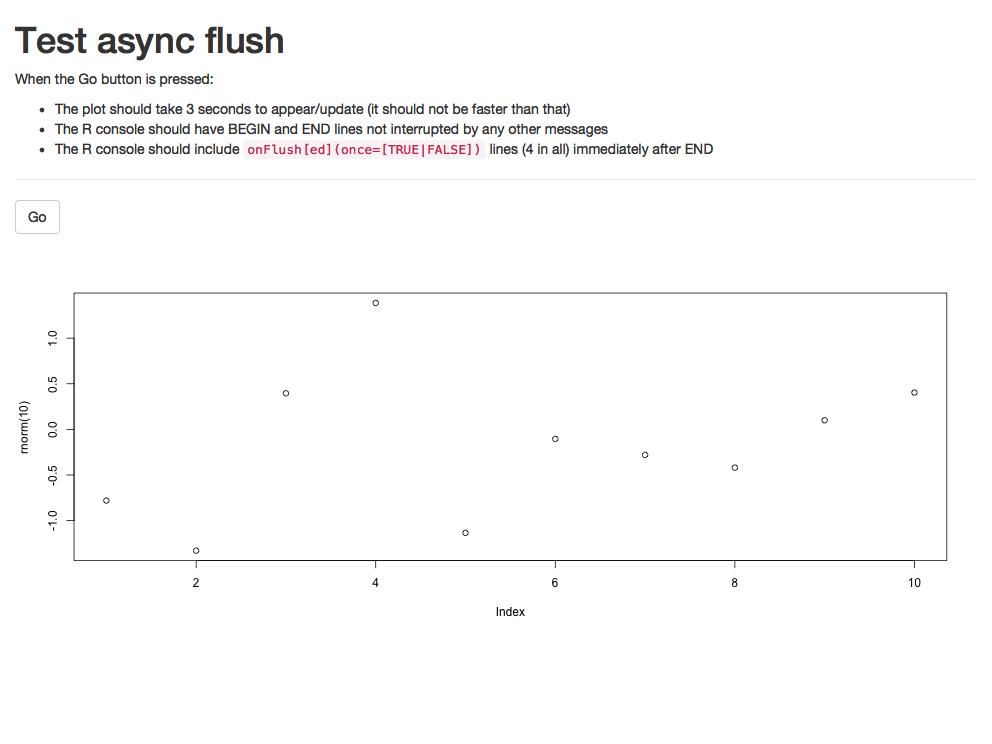 Test async flush
When the Go button is pressed:
• The plot should take 3 seconds to appear/update (it should not be faster than that)
• The R console should have BEGIN and END lines not interrupted by any other messages
• The R console should include onFlush[ed](once=[TRUE|FALSE]) lines (4 in all) immediately after END
Go
1.0
0.5
0.0
-0.5
-1.0
rnorm(10)
2 4 6 8 10
Index